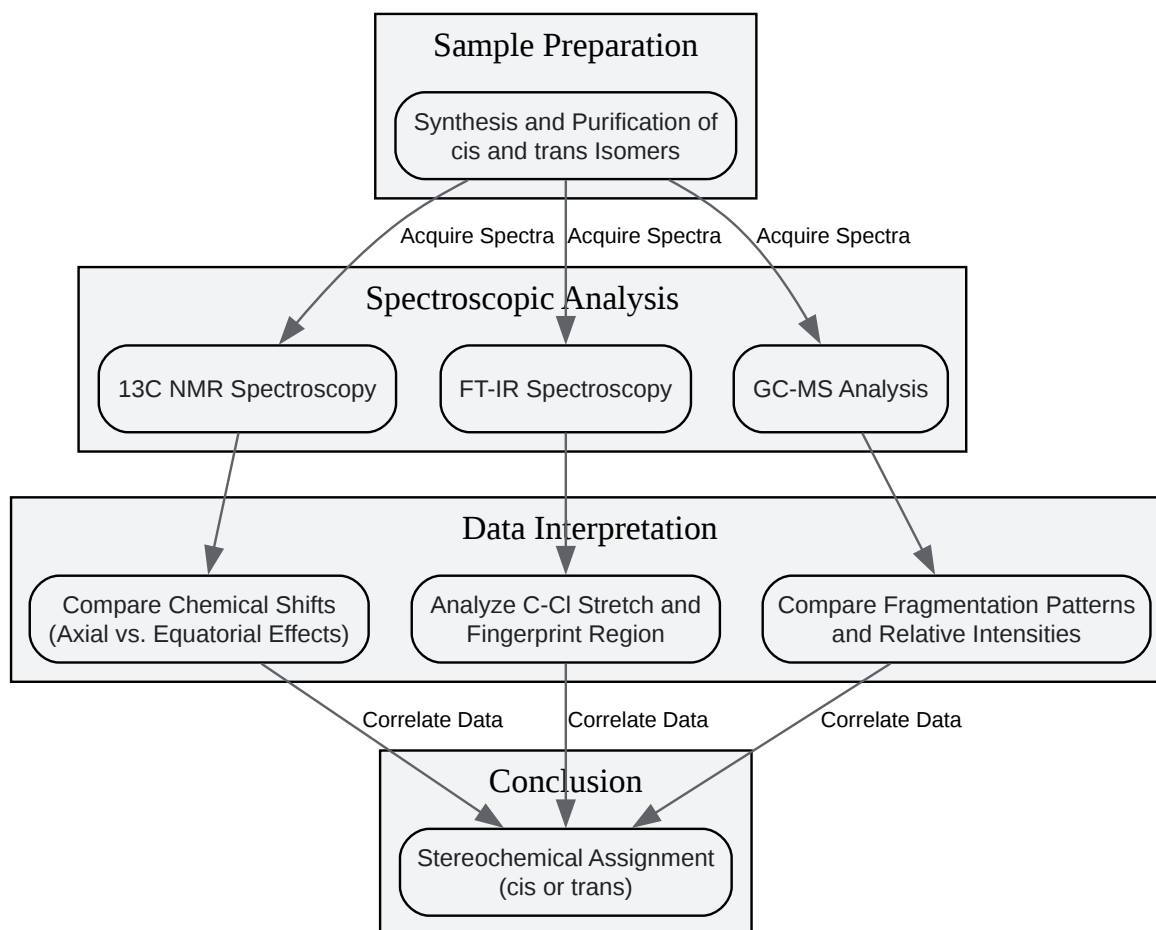 Sample Preparation
Synthesis and Purification of
cis and trans Isomers
Acquire Spectra
Acquire Spectra
Acquire Spectra
Spectroscopic Analysis
13C NMR Spectroscopy
FT-IR Spectroscopy
GC-MS Analysis
Data Interpretation
Compare Chemical Shifts
(Axial vs. Equatorial Effects)
Analyze C-Cl Stretch and
Fingerprint Region
Compare Fragmentation Patterns
and Relative Intensities
Correlate Data
Correlate Data
Correlate Data
Conclusion
Stereochemical Assignment
(cis or trans)